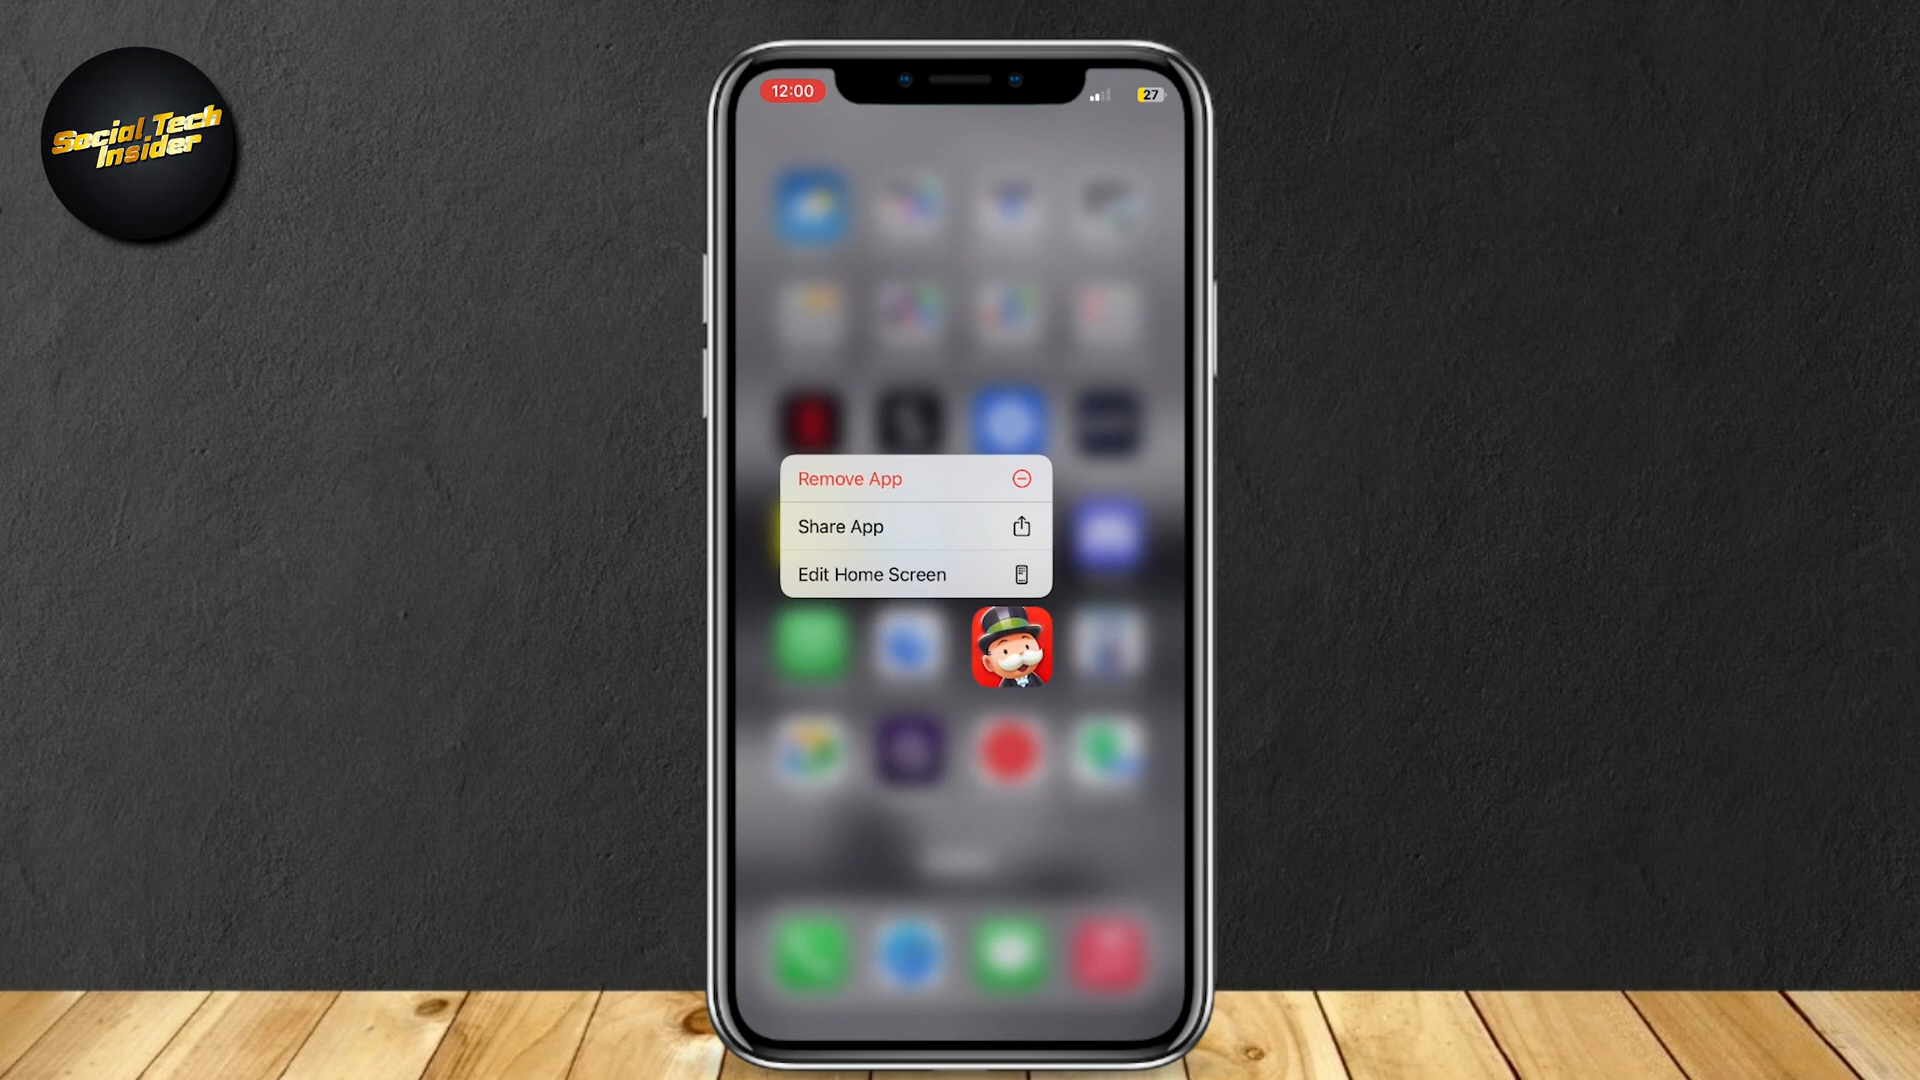 Social Tech
Insider
12:00
27
Remove App
Share App
Edit Home Screen